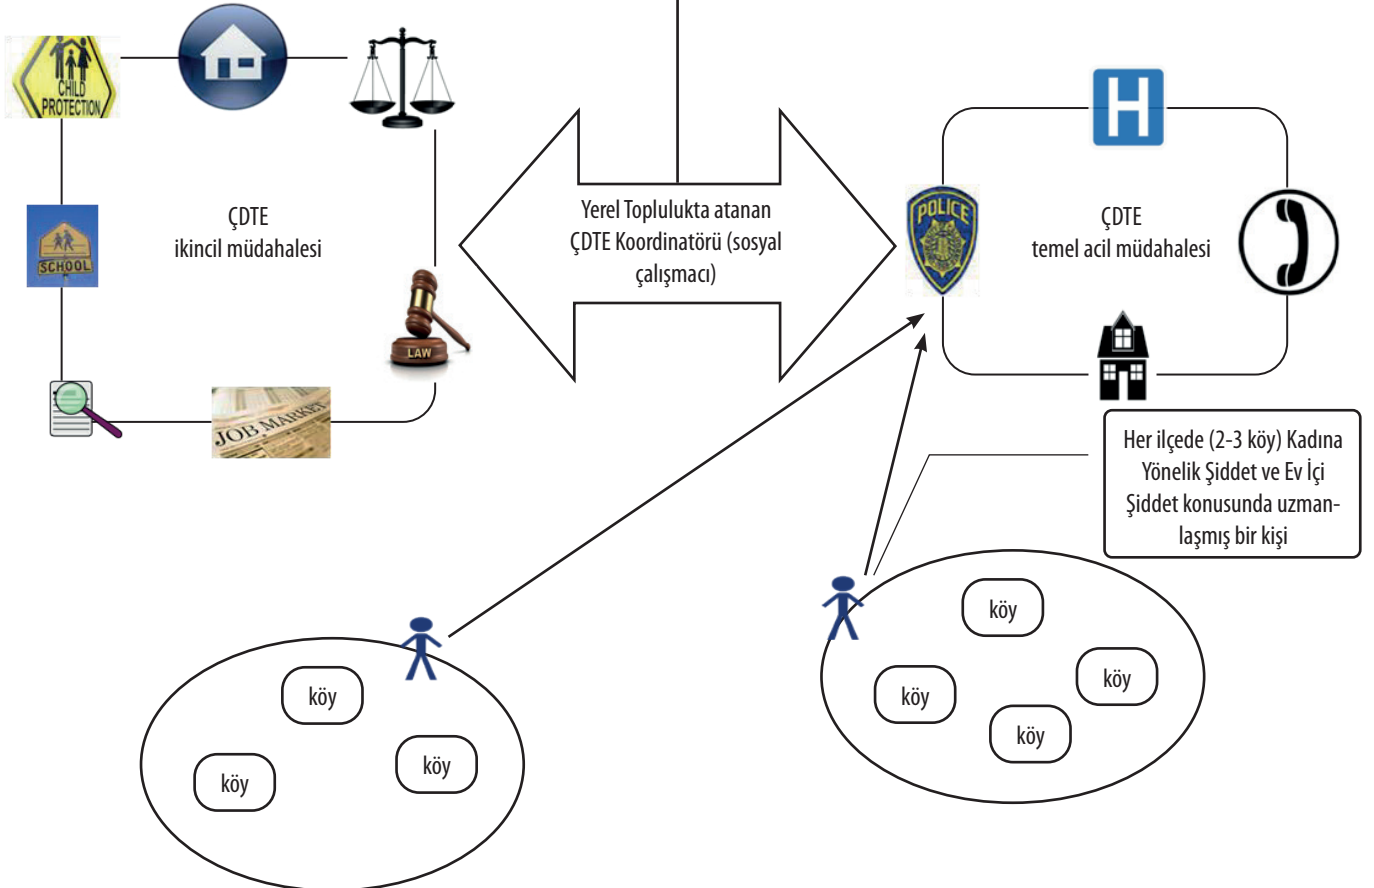 CHILD
PROTECTION
SCHOOL
ÇDTE
ikincil müdahalesi
LAW
JOB MARKET
Yerel Toplulukta atanan
ÇDTE Koordinatörü (sosyal
çalışmacı)
H
POLICE
ÇDTE
temel acil müdahalesi
Her ilçede (2-3 köy) Kadına
Yönelik Şiddet ve Ev İçi
Şiddet konusunda uzman-
laşmış bir kişi
köy
köy
köy
köy
köy
köy
köy